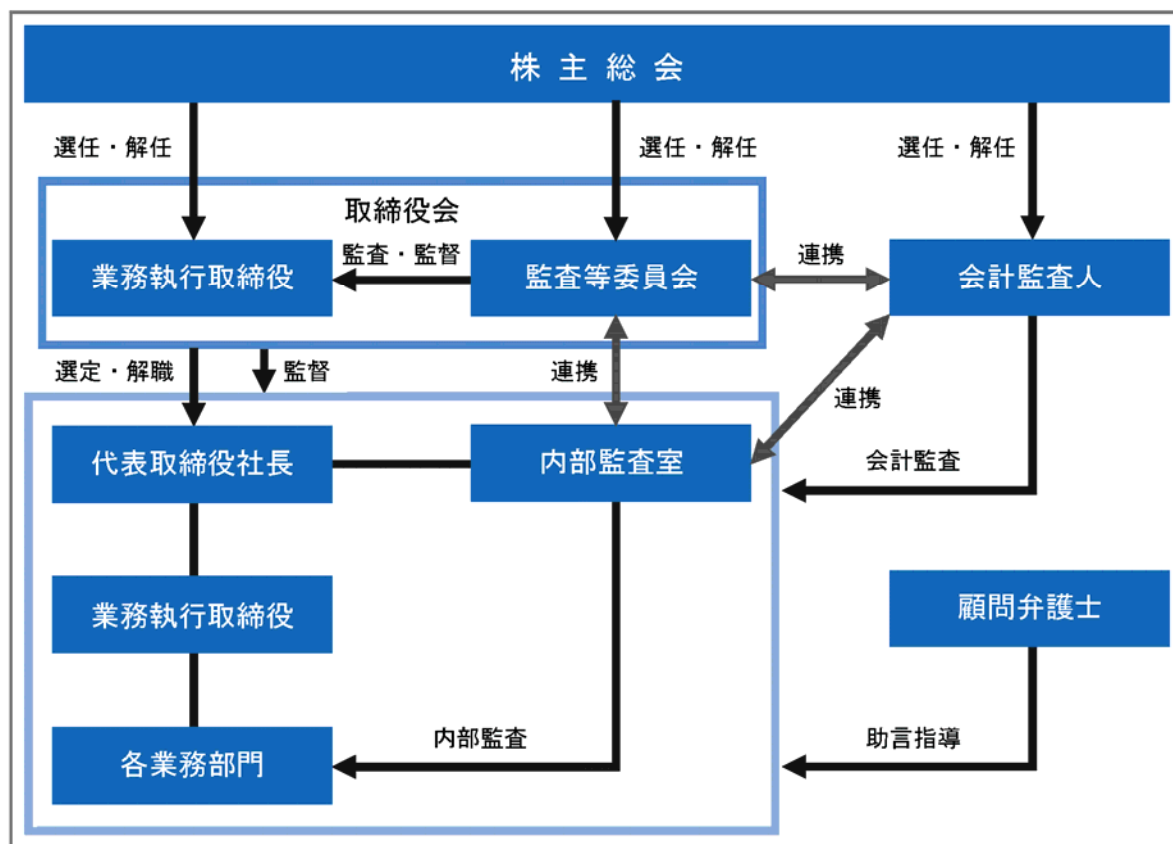 株主総会
選任・解任
選任・解任
選任・解任
取締役会
業務執行取締役
監査・監督
監査等委員会
連携
会計監査人
選定・解職
監督
連携
連携
代表取締役社長
内部監査室
会計監査
業務執行取締役
顧問弁護士
各業務部門
内部監査
助言指導